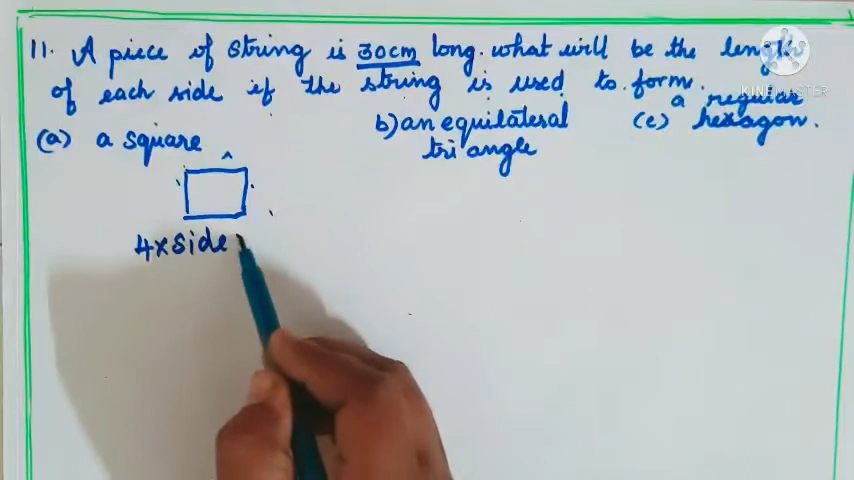 11. A piece of string is 30cm long. what will be the length
of each side if the string is used to form.
(a) a square
b) an equilateral
triangle
(c) a regular
hexagon.
4×side
KINEMASTER